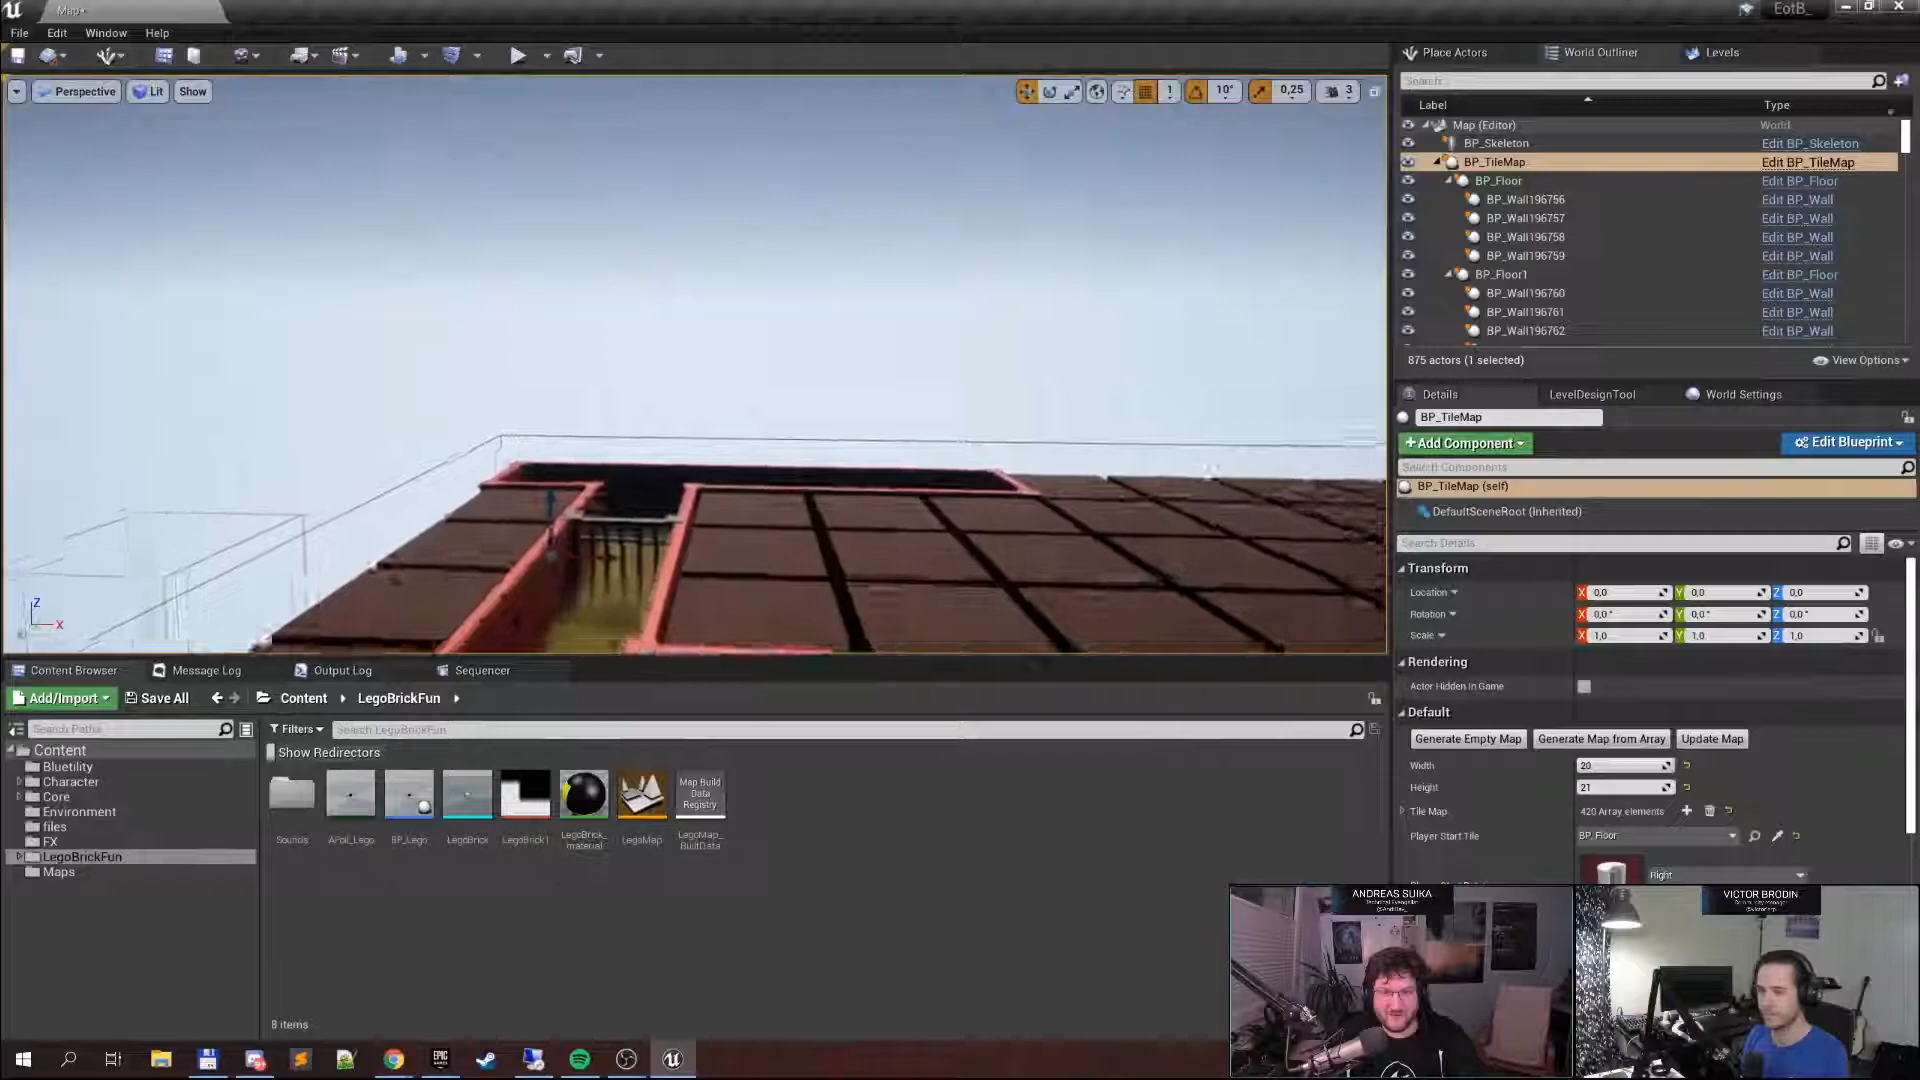 Map*
EotB_
File
Edit
Window
Help
Place Actors
World Outliner
Levels
Perspective
Lit
Show
1
10°
0,25
3
Search...
Label
Type
Map (Editor)
World
BP_Skeleton
Edit BP_Skeleton
BP_TileMap
Edit BP_TileMap
BP_Floor
Edit BP_Floor
BP_Wall196756
Edit BP_Wall
BP_Wall196757
Edit BP_Wall
BP_Wall196758
Edit BP_Wall
BP_Wall196759
Edit BP_Wall
BP_Floor1
Edit BP_Floor
BP_Wall196760
Edit BP_Wall
BP_Wall196761
Edit BP_Wall
BP_Wall196762
Edit BP_Wall
875 actors (1 selected)
View Options
Details
LevelDesignTool
World Settings
BP_TileMap
+Add Component
Edit Blueprint
Search Components
BP_TileMap (self)
DefaultSceneRoot (Inherited)
Search Details
Transform
Location
X 0,0
Y 0,0
Z 0,0
Rotation
X 0,0°
Y 0,0°
Z 0,0°
Scale
X 1,0
Y 1,0
Z 1,0
Rendering
Actor Hidden In Game
Default
Generate Empty Map
Generate Map from Array
Update Map
Width
20
Height
21
Tile Map
420 Array elements
Player Start Tile
BP_Floor
Right
Z
X
Content Browser
Message Log
Output Log
Sequencer
Add/Import
Save All
Content
LegoBrickFun
Search Paths
Filters
Search LegoBrickFun
Show Redirectors
Content
Bluetility
Character
Core
Environment
files
FX
LegoBrickFun
Maps
Map Build
Data
Registry
Sounds
APoil_Lego
BP_Lego
LegoBrick
LegoBrick1
LegoBrick_
material
LegoMap
LegoMap_
BuiltData
8 items
ANDREAS SUIKA
Technical Evangelist
VICTOR BRODIN
Community Manager
EPIC
GAMES